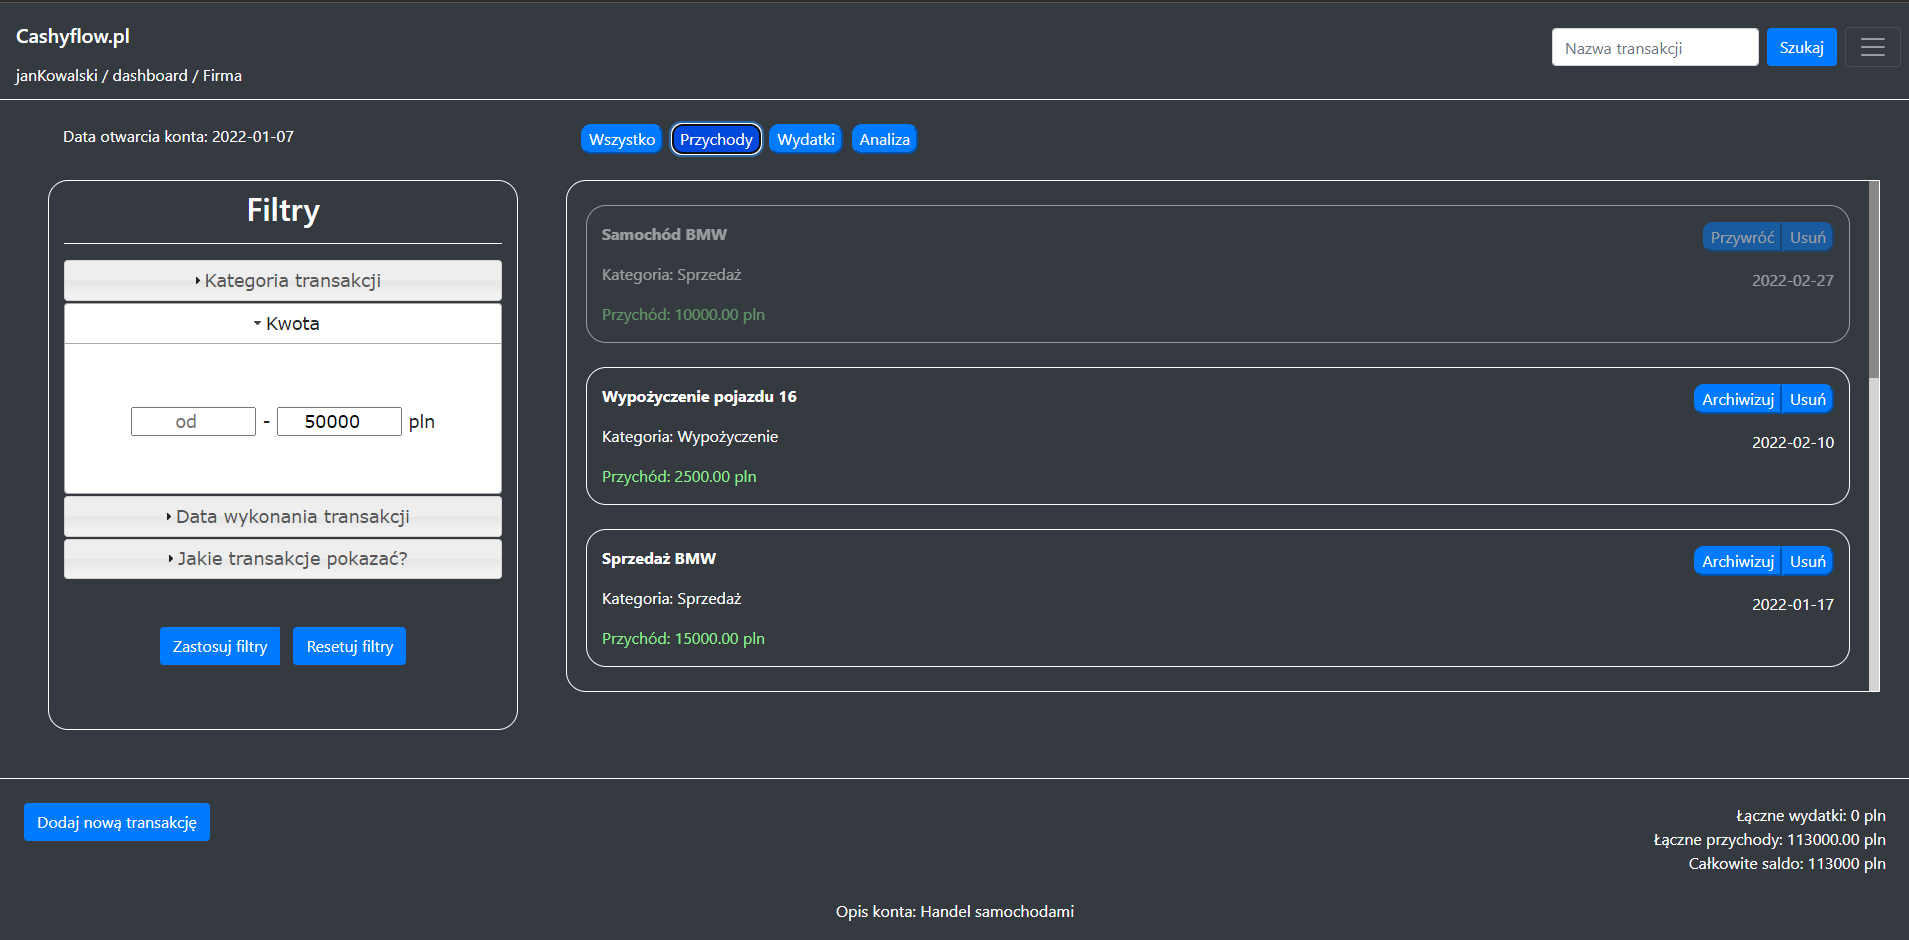 Cashyflow.pl
janKowalski / dashboard / Firma
Nazwa transakcji
Szukaj
Data otwarcia konta: 2022-01-07
Wszystko
Przychody
Wydatki
Analiza
Filtry
Kategoria transakcji
Kwota
od - 50000 pln
Data wykonania transakcji
Jakie transakcje pokazać?
Zastosuj filtry
Resetuj filtry
Samochód BMW
Przywróć Usuń
Kategoria: Sprzedaż
2022-02-27
Przychód: 10000.00 pln
Wypożyczenie pojazdu 16
Archiwizuj Usuń
Kategoria: Wypożyczenie
2022-02-10
Przychód: 2500.00 pln
Sprzedaż BMW
Archiwizuj Usuń
Kategoria: Sprzedaż
2022-01-17
Przychód: 15000.00 pln
Dodaj nową transakcję
Łączne wydatki: 0 pln
Łączne przychody: 113000.00 pln
Całkowite saldo: 113000 pln
Opis konta: Handel samochodami